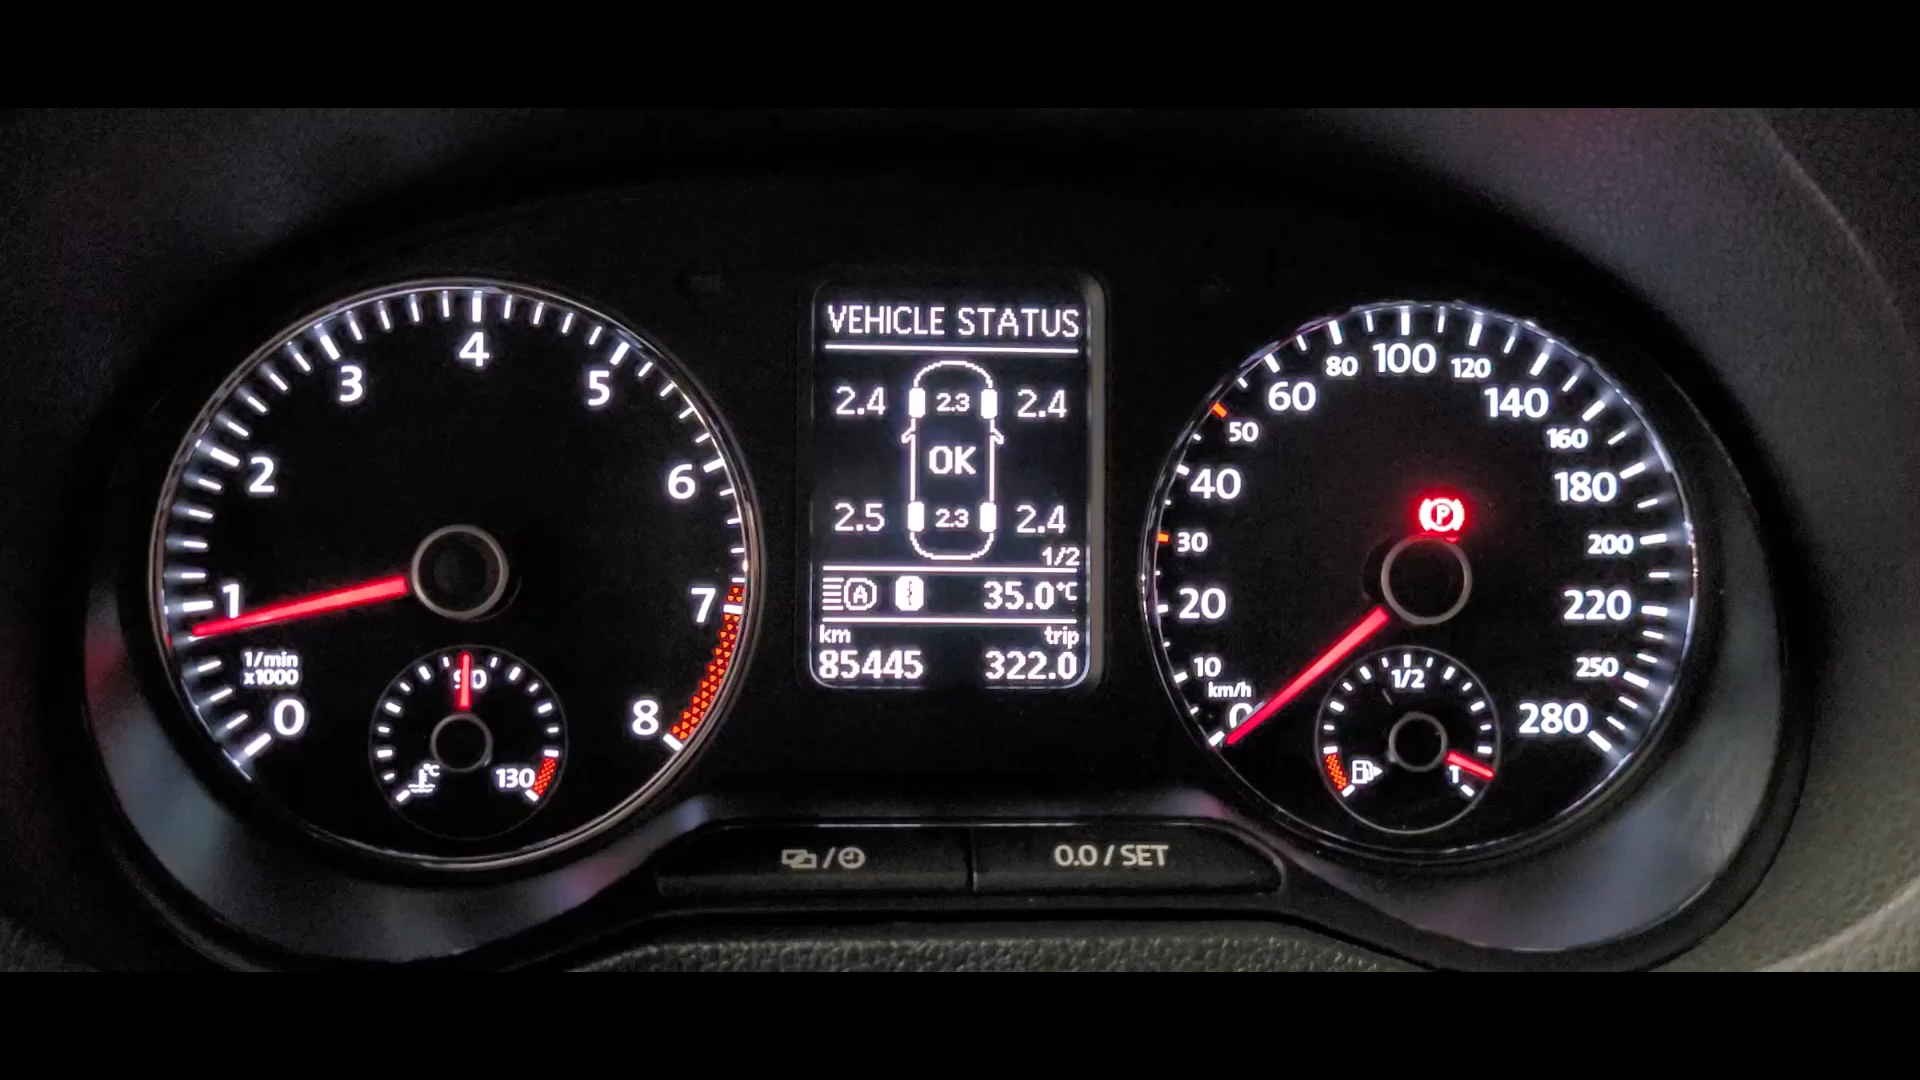 VEHICLE STATUS
2.4 2.3 2.4
OK
2.5 2.3 2.4
1/2
A 35.0°C
km trip
85445 322.0
0 1 2 3 4 5 6 7 8
1/min
x1000
90
°C 130
0 10 20 30 40 50 60 80 100 120 140 160 180 200 220 250 280
km/h
P
1/2
1
0.0 / SET